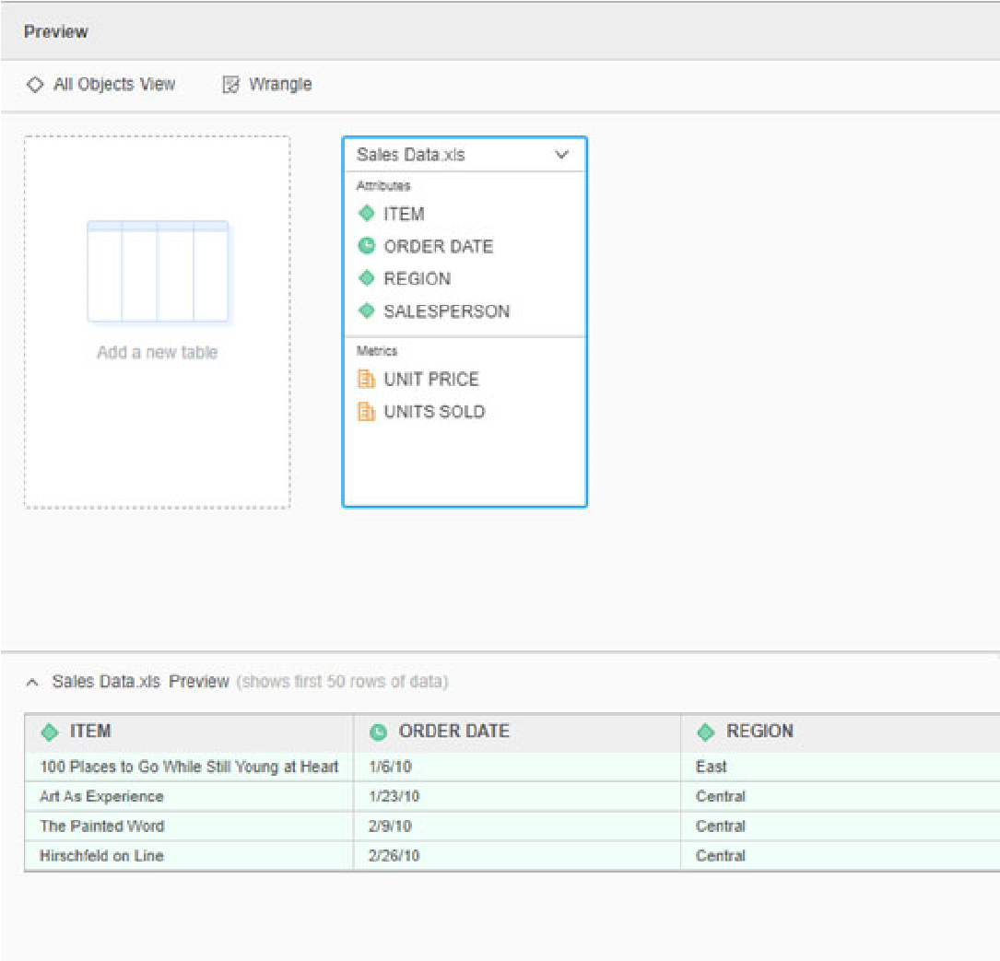 Preview
All Objects View Wrangle
Sales Data.xls
Attributes
ITEM
ORDER DATE
REGION
SALESPERSON
Metrics
UNIT PRICE
UNITS SOLD
Add a new table
Sales Data.xls Preview (shows first 50 rows of data)
ITEM ORDER DATE REGION
100 Places to Go While Still Young at Heart 1/6/10 East
Art As Experience 1/23/10 Central
The Painted Word 2/9/10 Central
Hirschfeld on Line 2/26/10 Central